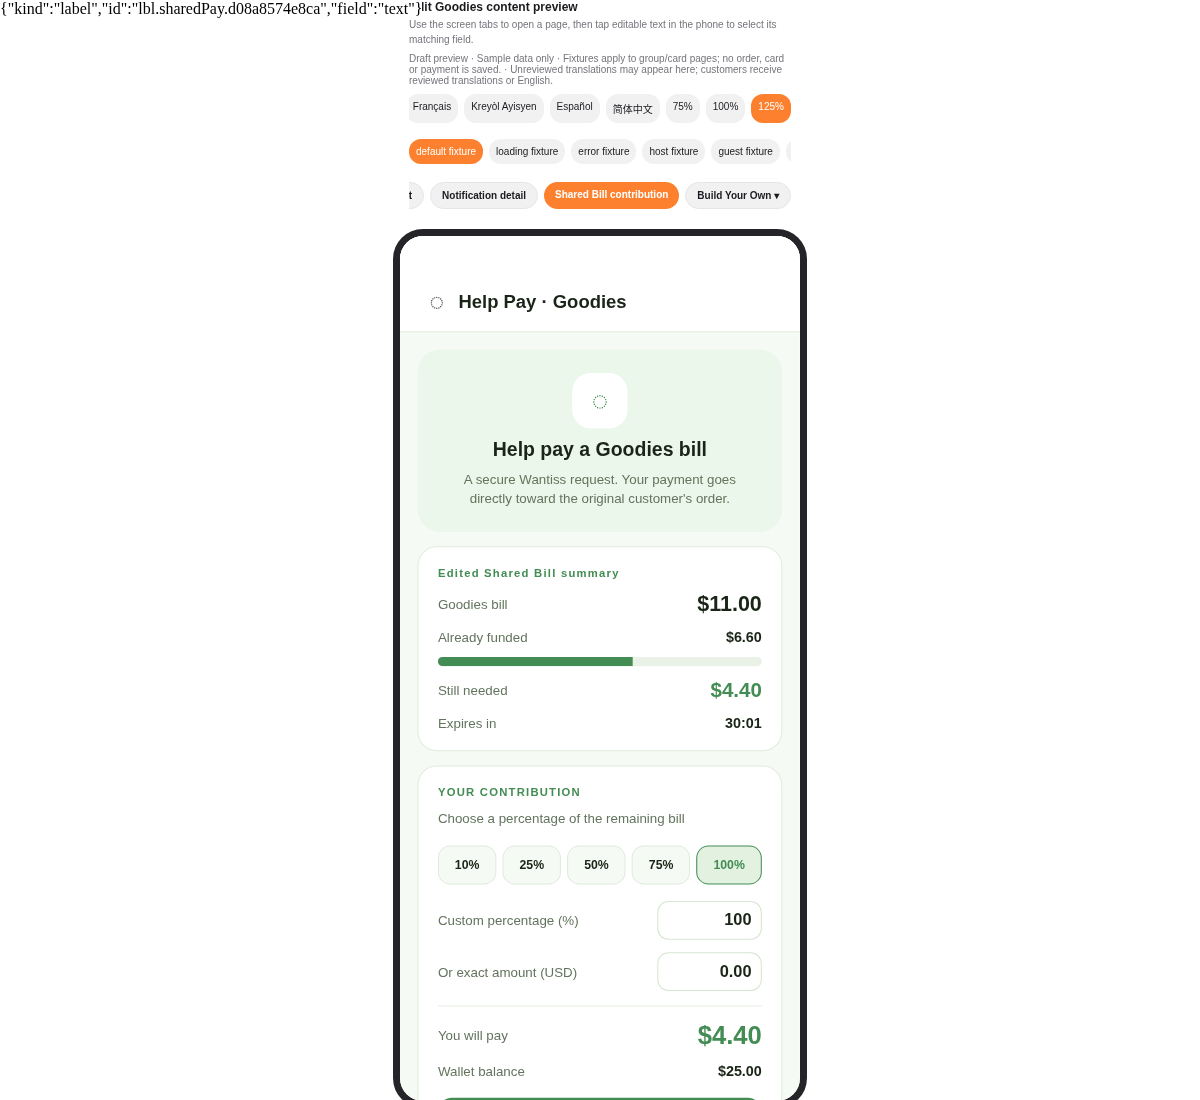 {"kind":"label","id":"lbl.sharedPay.d08a8574e8ca","field":"text"}
lit Goodies content preview
Use the screen tabs to open a page, then tap editable text in the phone to select its
matching field.
Draft preview · Sample data only · Fixtures apply to group/card pages; no order, card
or payment is saved. · Unreviewed translations may appear here; customers receive
reviewed translations or English.
Français Kreyòl Ayisyen Español 简体中文 75% 100% 125%
default fixture loading fixture error fixture host fixture guest fixture
t Notification detail Shared Bill contribution Build Your Own ▾
Help Pay · Goodies
Help pay a Goodies bill
A secure Wantiss request. Your payment goes
directly toward the original customer's order.
Edited Shared Bill summary
Goodies bill $11.00
Already funded $6.60
Still needed $4.40
Expires in 30:01
YOUR CONTRIBUTION
Choose a percentage of the remaining bill
10% 25% 50% 75% 100%
Custom percentage (%) 100
Or exact amount (USD) 0.00
You will pay $4.40
Wallet balance $25.00